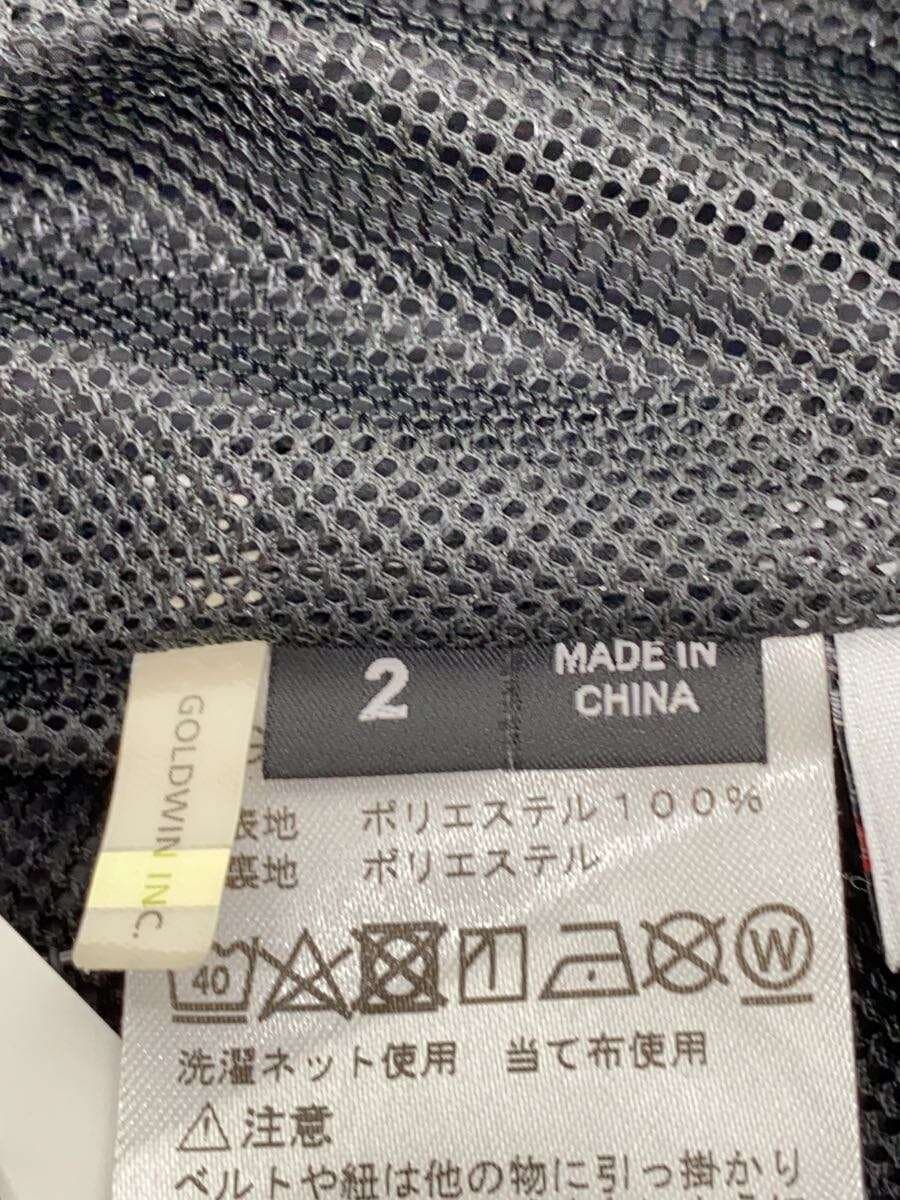 2
MADE IN
CHINA
GOLDWIN INC.
表地 ポリエステル100%
裏地 ポリエステル
40
W
洗濯ネット使用 当て布使用
⚠注意
ベルトや紐は他の物に引っ掛かり